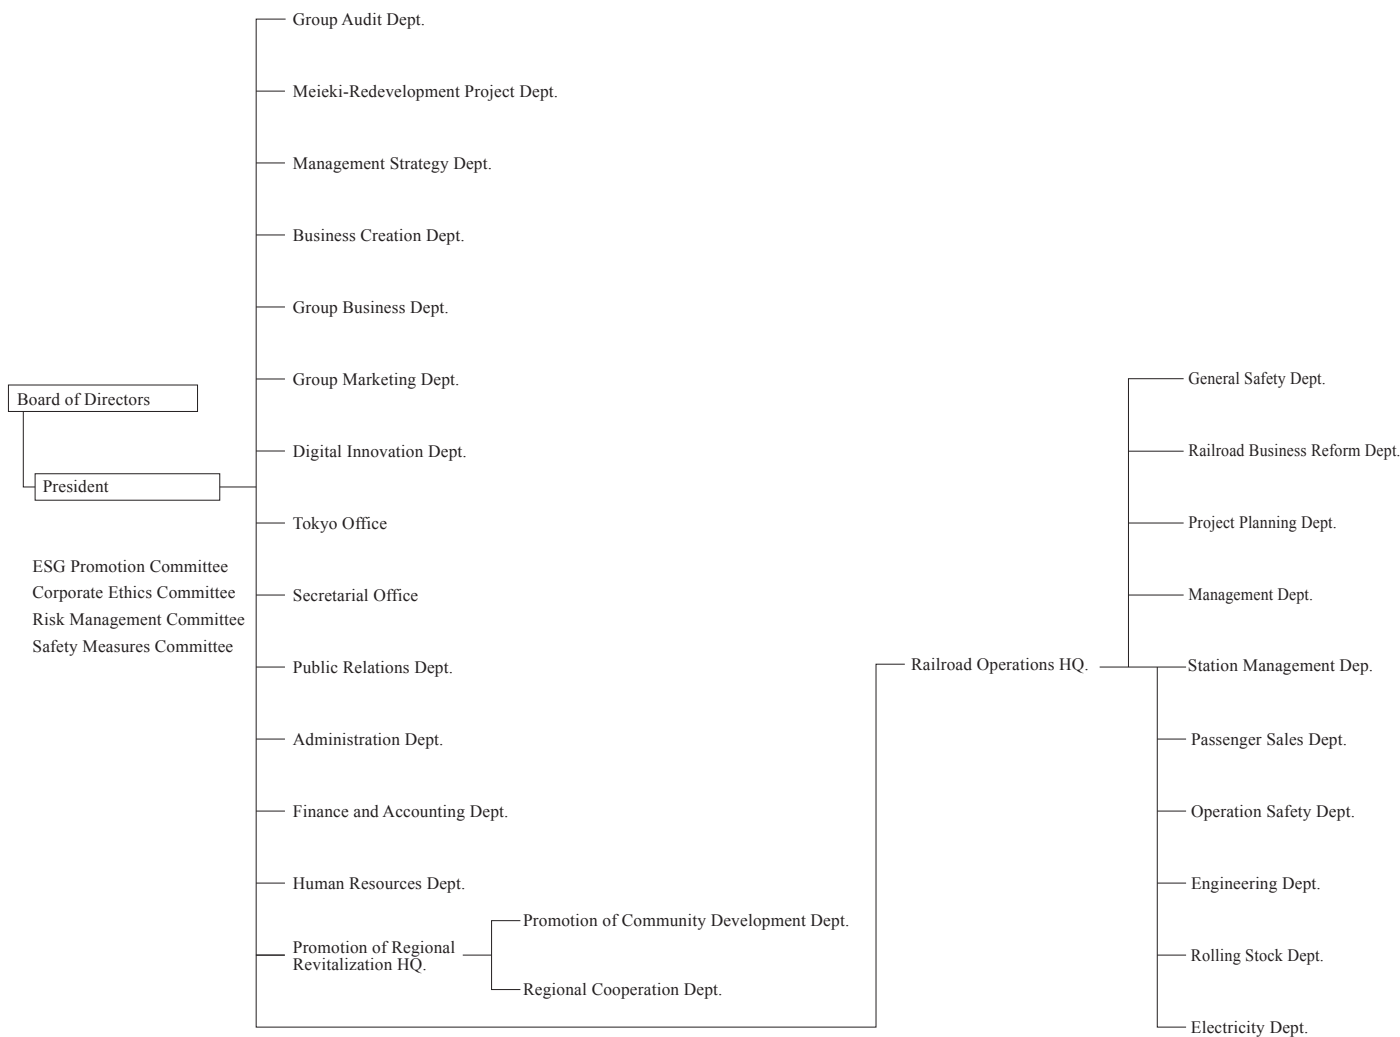 Board of Directors
President
ESG Promotion Committee
Corporate Ethics Committee
Risk Management Committee
Safety Measures Committee
Group Audit Dept.
Meieki-Redevelopment Project Dept.
Management Strategy Dept.
Business Creation Dept.
Group Business Dept.
Group Marketing Dept.
Digital Innovation Dept.
Tokyo Office
Secretarial Office
Public Relations Dept.
Administration Dept.
Finance and Accounting Dept.
Human Resources Dept.
Promotion of Regional
Revitalization HQ.
Promotion of Community Development Dept.
Regional Cooperation Dept.
Railroad Operations HQ.
General Safety Dept.
Railroad Business Reform Dept.
Project Planning Dept.
Management Dept.
Station Management Dep.
Passenger Sales Dept.
Operation Safety Dept.
Engineering Dept.
Rolling Stock Dept.
Electricity Dept.